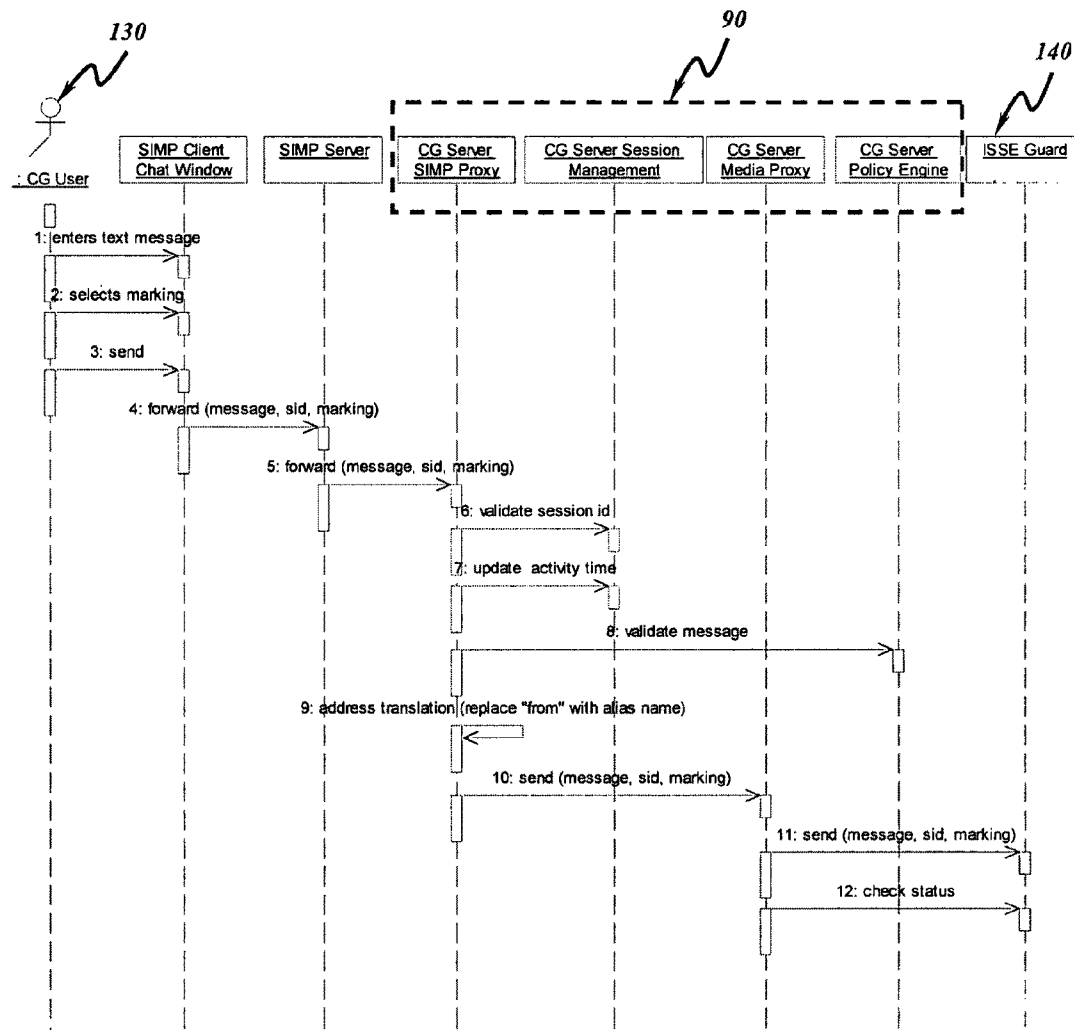 130
90
140
SIMP Client
Chat Window
SIMP Server
CG Server
SIMP Proxy
CG Server Session
Management
CG Server
Media Proxy
CG Server
Policy Engine
ISSE Guard
: CG User
1: enters text message
2: selects marking
3: send
4: forward (message, sid, marking)
5: forward (message, sid, marking)
6: validate session id
7: update activity time
8: validate message
9: address translation (replace "from" with alias name)
10: send (message, sid, marking)
11: send (message, sid, marking)
12: check status